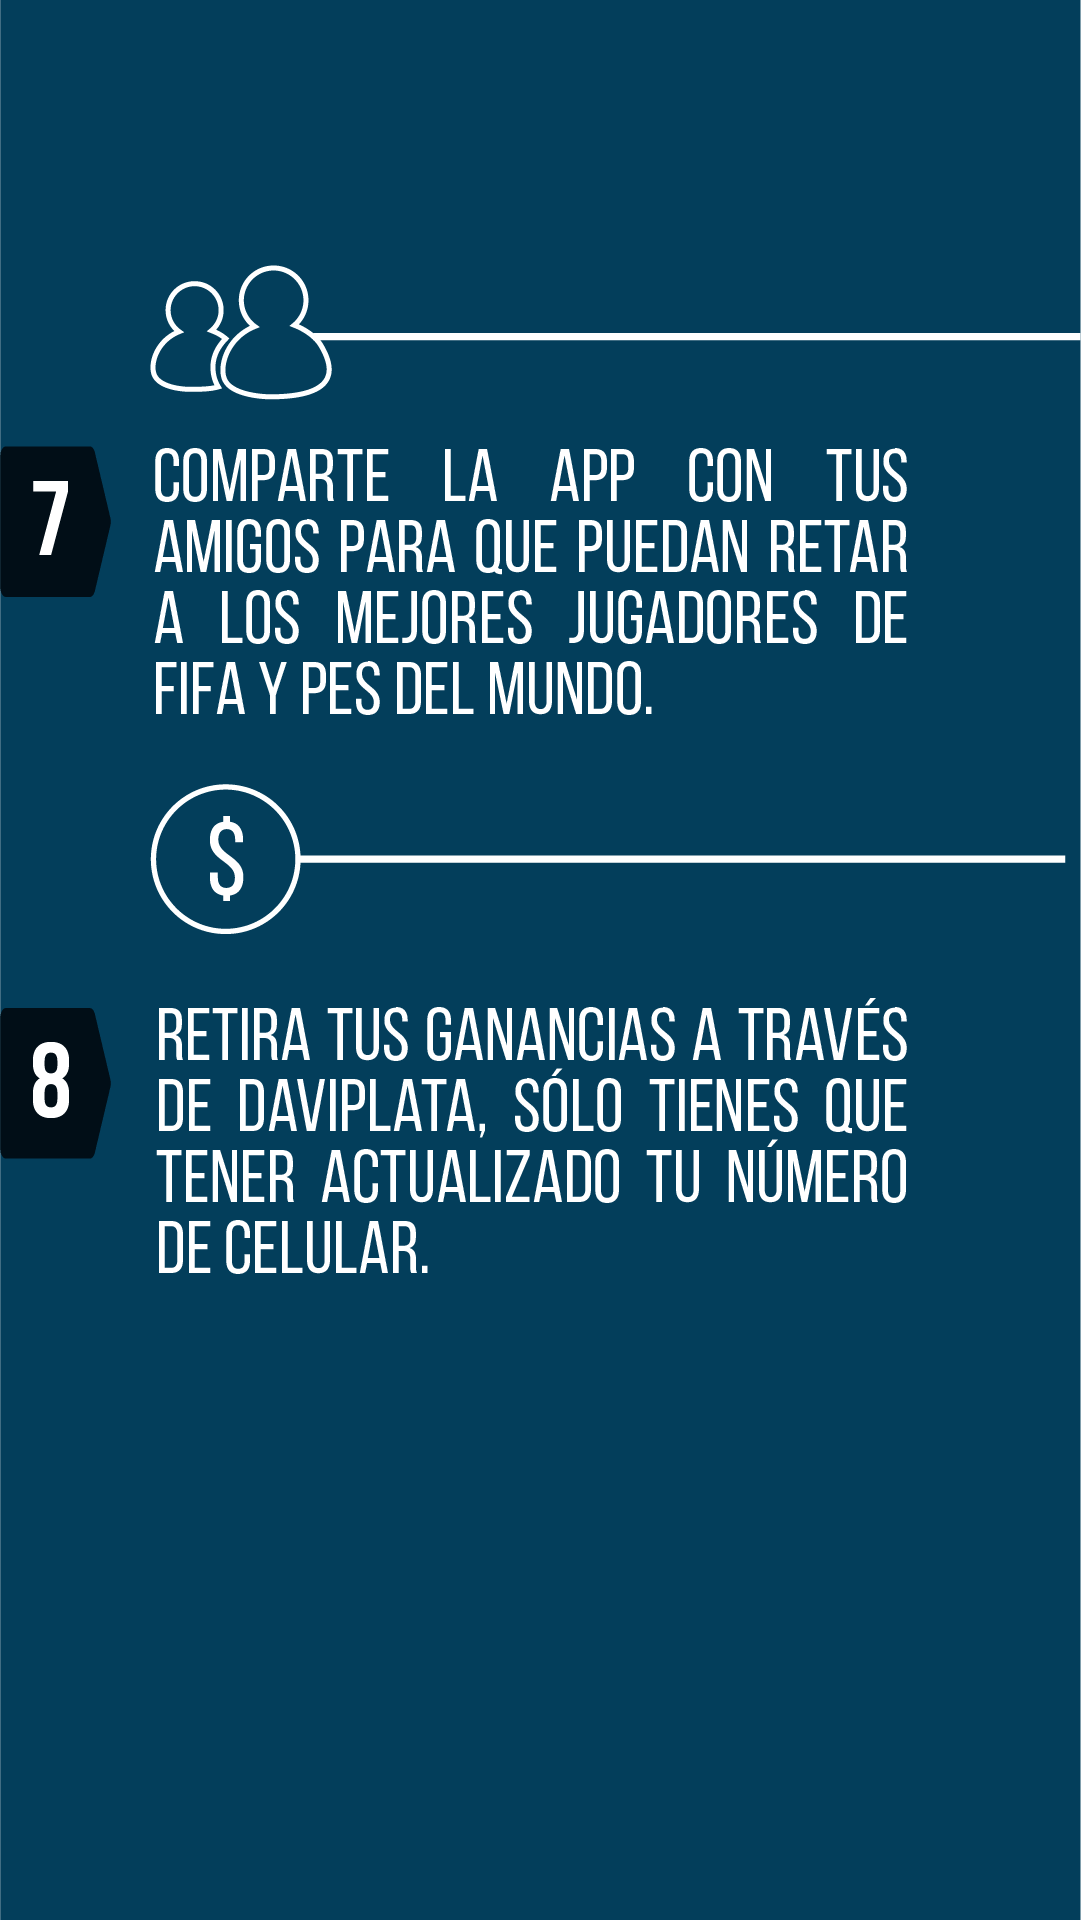 7
COMPARTE LA APP CON TUS
AMIGOS PARA QUE PUEDAN RETAR
A LOS MEJORES JUGADORES DE
FIFA Y PES DEL MUNDO.
$
8
RETIRA TUS GANANCIAS A TRAVÉS
DE DAVIPLATA, SÓLO TIENES QUE
TENER ACTUALIZADO TU NÚMERO
DE CELULAR.